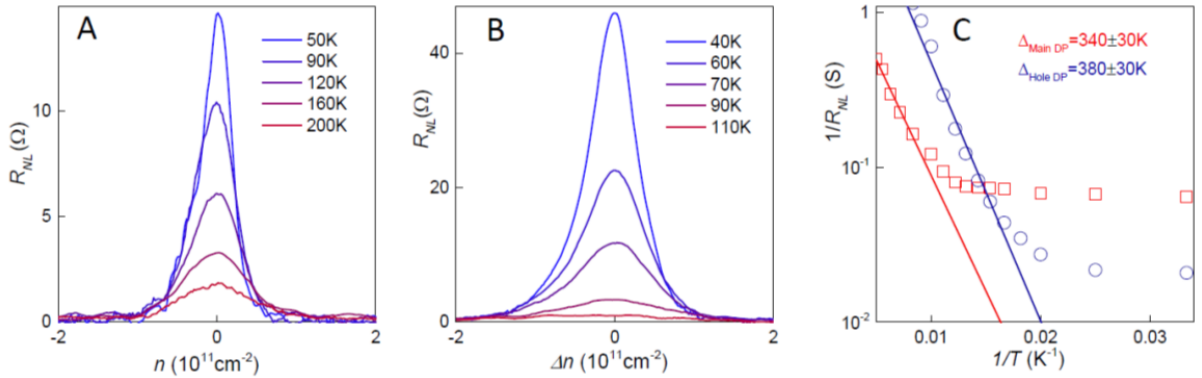 A
50K
90K
120K
160K
200K
10
5
0
R_NL(Ω)
-2
0
2
n (10^11cm^-2)
B
40K
60K
70K
90K
110K
40
20
0
R_NL(Ω)
-2
0
2
Δn (10^11cm^-2)
C
Δ_Main DP=340±30K
Δ_Hole DP=380±30K
1
10^-1
10^-2
1/R_NL (S)
0.01
0.02
0.03
1/T (K^-1)